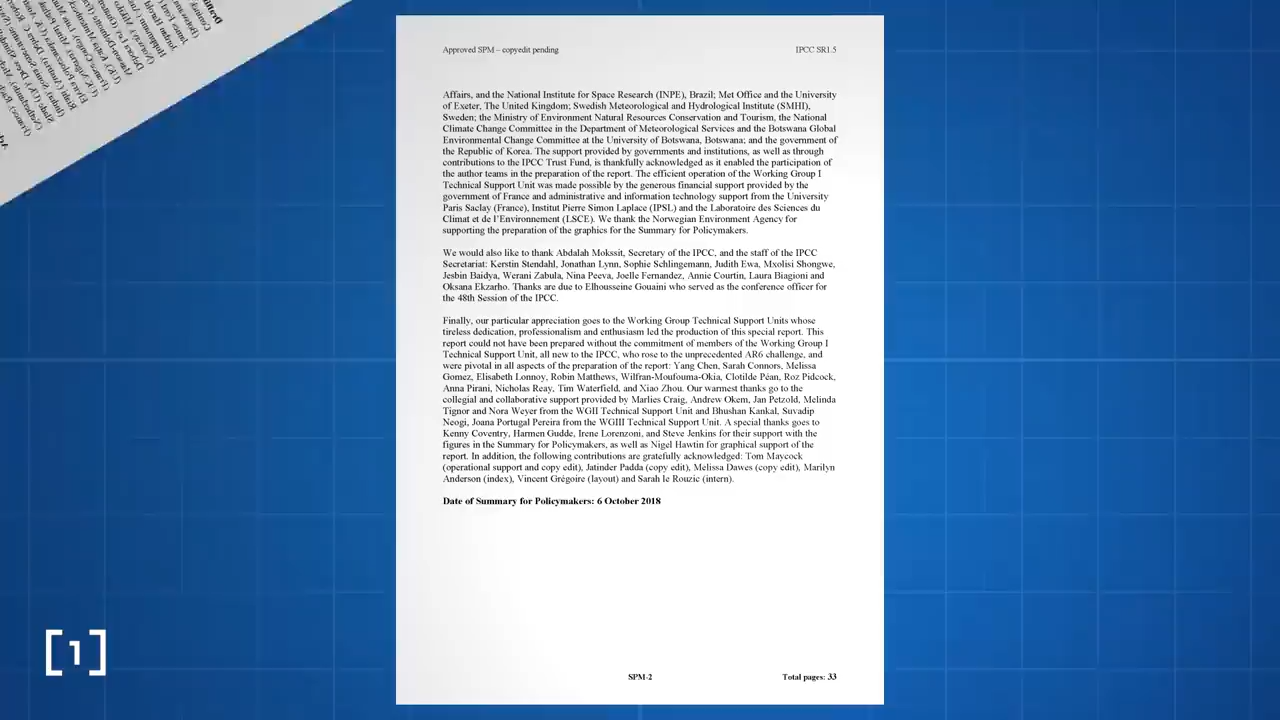 Approved SPM – copyedit pending IPCC SR1.5
Affairs, and the National Institute for Space Research (INPE), Brazil; Met Office and the University
of Exeter, The United Kingdom; Swedish Meteorological and Hydrological Institute (SMHI),
Sweden; the Ministry of Environment Natural Resources Conservation and Tourism, the National
Climate Change Committee in the Department of Meteorological Services and the Botswana Global
Environmental Change Committee at the University of Botswana, Botswana; and the government of
the Republic of Korea. The support provided by governments and institutions, as well as through
contributions to the IPCC Trust Fund, is thankfully acknowledged as it enabled the participation of
the author teams in the preparation of the report. The efficient operation of the Working Group I
Technical Support Unit was made possible by the generous financial support provided by the
government of France and administrative and information technology support from the University
Paris Saclay (France), Institut Pierre Simon Laplace (IPSL) and the Laboratoire des Sciences du
Climat et de l'Environnement (LSCE). We thank the Norwegian Environment Agency for
supporting the preparation of the graphics for the Summary for Policymakers.
We would also like to thank Abdalah Mokssit, Secretary of the IPCC, and the staff of the IPCC
Secretariat: Kerstin Stendahl, Jonathan Lynn, Sophie Schlingemann, Judith Ewa, Mxolisi Shongwe,
Jesbin Baidya, Werani Zabula, Nina Peeva, Joelle Fernandez, Annie Courtin, Laura Biagioni and
Oksana Ekzarho. Thanks are due to Elhousseine Gouaini who served as the conference officer for
the 48th Session of the IPCC.
Finally, our particular appreciation goes to the Working Group Technical Support Units whose
tireless dedication, professionalism and enthusiasm led the production of this special report. This
report could not have been prepared without the commitment of members of the Working Group I
Technical Support Unit, all new to the IPCC, who rose to the unprecedented AR6 challenge, and
were pivotal in all aspects of the preparation of the report: Yang Chen, Sarah Connors, Melissa
Gomez, Elisabeth Lonnoy, Robin Matthews, Wilfran-Moufouma-Okia, Clotilde Péan, Roz Pidcock,
Anna Pirani, Nicholas Reay, Tim Waterfield, and Xiao Zhou. Our warmest thanks go to the
collegial and collaborative support provided by Marlies Craig, Andrew Okem, Jan Petzold, Melinda
Tignor and Nora Weyer from the WGII Technical Support Unit and Bhushan Kankal, Suvadip
Neogi, Joana Portugal Pereira from the WGIII Technical Support Unit. A special thanks goes to
Kenny Coventry, Harmen Gudde, Irene Lorenzoni, and Steve Jenkins for their support with the
figures in the Summary for Policymakers, as well as Nigel Hawtin for graphical support of the
report. In addition, the following contributions are gratefully acknowledged: Tom Maycock
(operational support and copy edit), Jatinder Padda (copy edit), Melissa Dawes (copy edit), Marilyn
Anderson (index), Vincent Grégoire (layout) and Sarah le Rouzic (intern).
Date of Summary for Policymakers: 6 October 2018
[1]
SPM-2 Total pages: 33